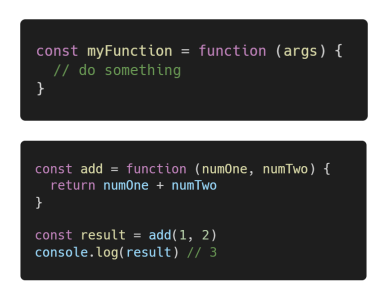 const myFunction = function (args) {
  // do something
}
const add = function (numOne, numTwo) {
  return numOne + numTwo
}
const result = add(1, 2)
console.log(result) // 3